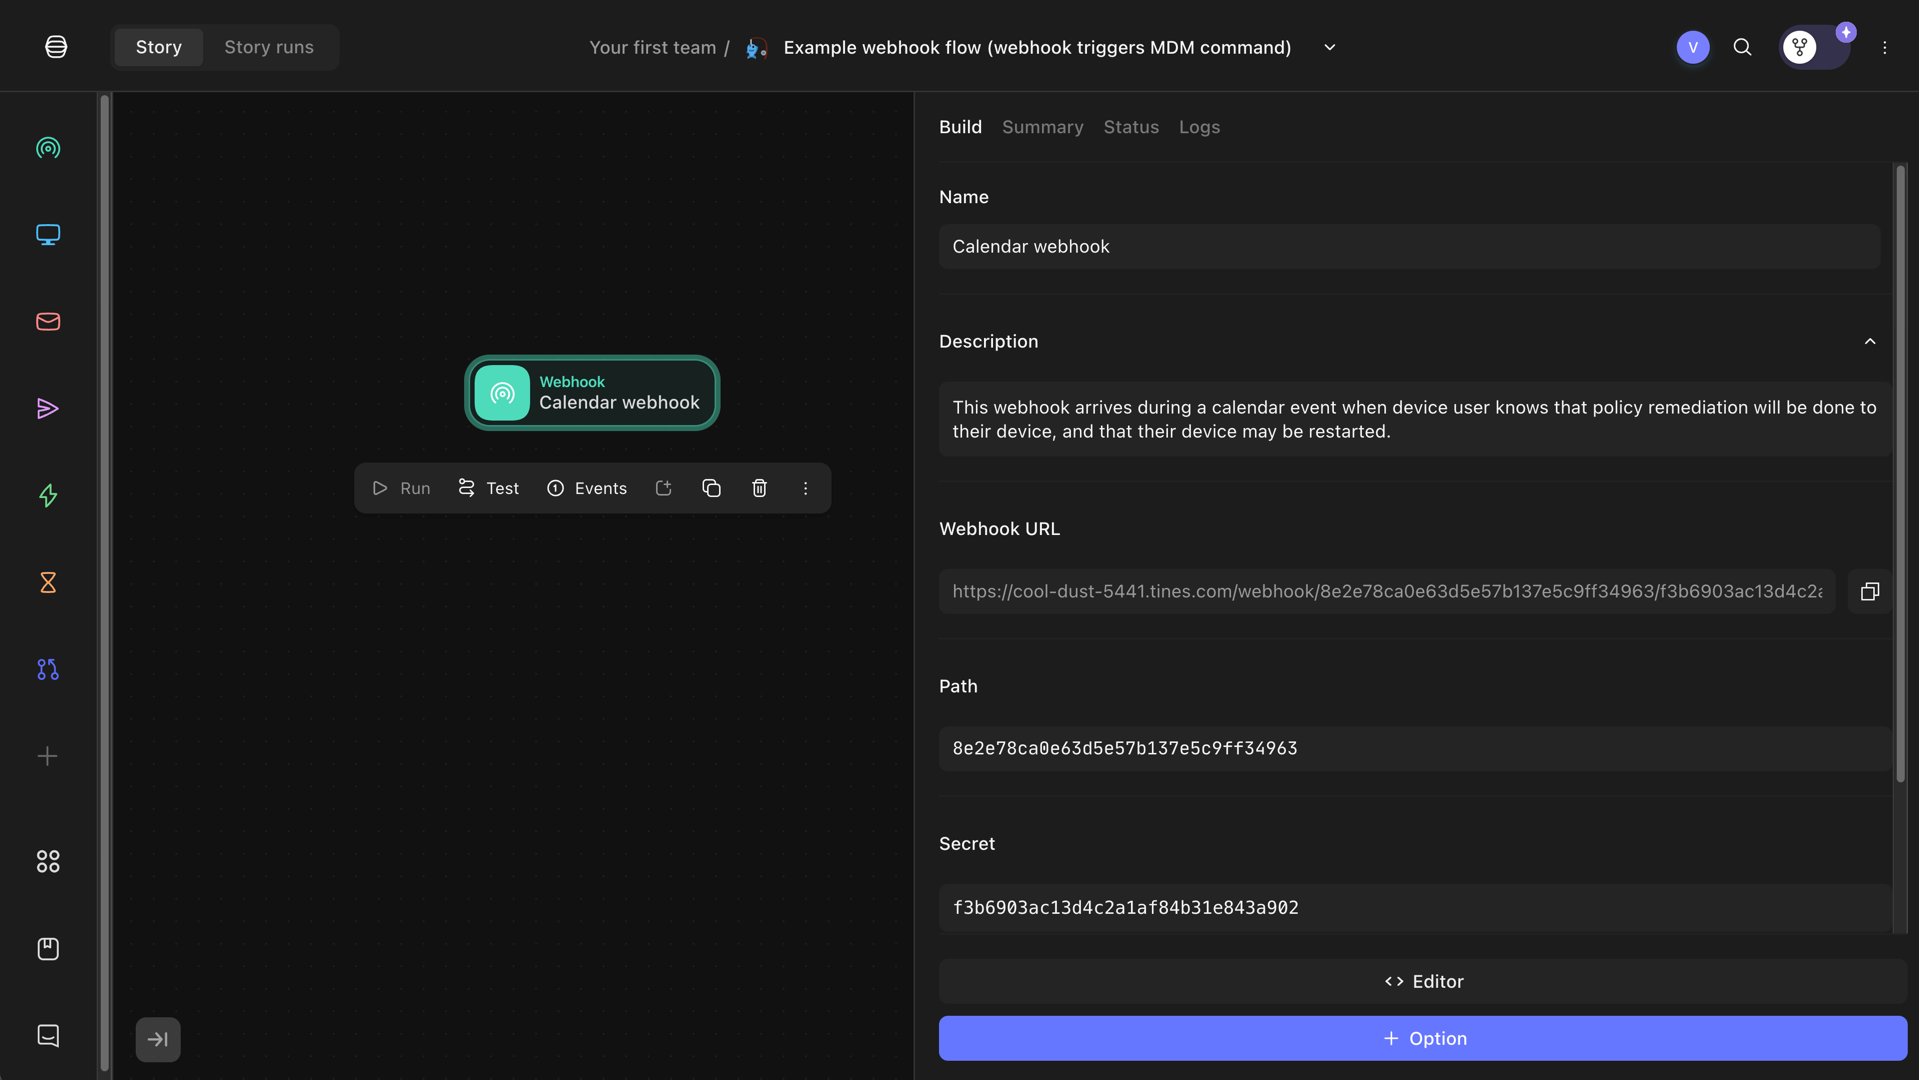 Story
Story runs
Your first team / Example webhook flow (webhook triggers MDM command)
V
Build
Summary
Status
Logs
Name
Calendar webhook
Description
This webhook arrives during a calendar event when device user knows that policy remediation will be done to
their device, and that their device may be restarted.
Webhook URL
https://cool-dust-5441.tines.com/webhook/8e2e78ca0e63d5e57b137e5c9ff34963/f3b6903ac13d4c2a
Path
8e2e78ca0e63d5e57b137e5c9ff34963
Secret
f3b6903ac13d4c2a1af84b31e843a902
<> Editor
+ Option
Webhook
Calendar webhook
Run
Test
1 Events